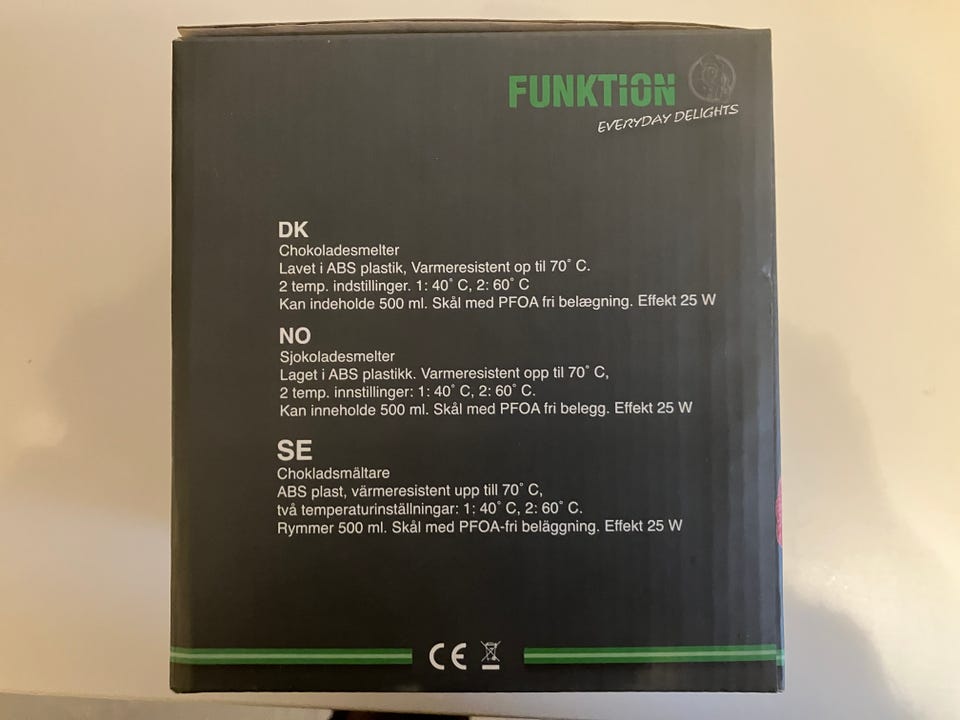 FUNKTiON
EVERYDAY DELIGHTS
DK
Chokoladesmelter
Lavet i ABS plastik, Varmeresistent op til 70° C.
2 temp. indstillinger. 1: 40° C, 2: 60° C
Kan indeholde 500 ml. Skål med PFOA fri belægning. Effekt 25 W
NO
Sjokoladesmelter
Laget i ABS plastikk. Varmeresistent opp til 70° C,
2 temp. innstillinger: 1: 40° C, 2: 60° C.
Kan inneholde 500 ml. Skål med PFOA fri belegg. Effekt 25 W
SE
Chokladsmältare
ABS plast, värmeresistent upp till 70° C,
två temperaturinställningar: 1: 40° C, 2: 60° C.
Rymmer 500 ml. Skål med PFOA-fri beläggning. Effekt 25 W
CE